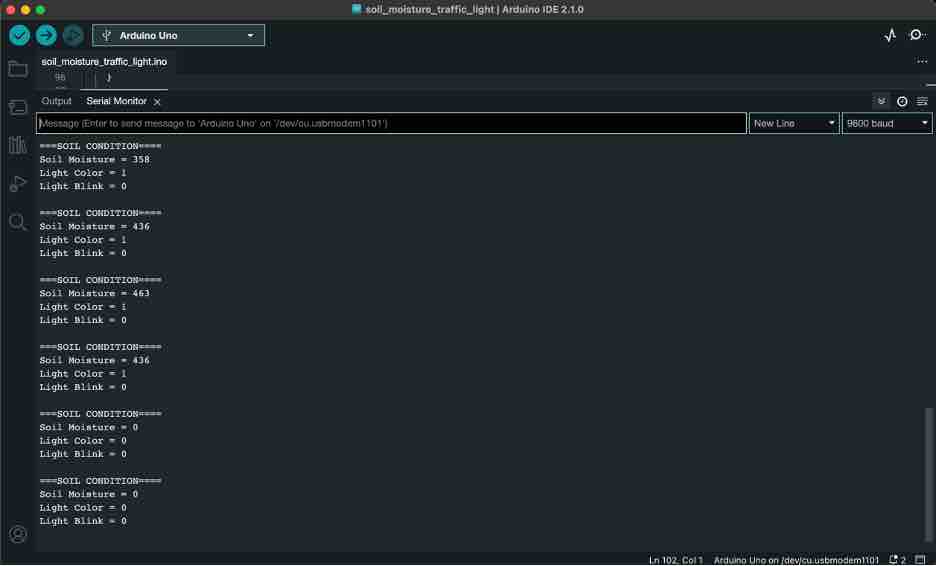 soil_moisture_traffic_light | Arduino IDE 2.1.0
Arduino Uno
soil_moisture_traffic_light.ino
96 }
Output Serial Monitor
Message (Enter to send message to 'Arduino Uno' on '/dev/cu.usbmodem1101')
New Line
9600 baud
===SOIL CONDITION====
Soil Moisture = 358
Light Color = 1
Light Blink = 0
===SOIL CONDITION====
Soil Moisture = 436
Light Color = 1
Light Blink = 0
===SOIL CONDITION====
Soil Moisture = 463
Light Color = 1
Light Blink = 0
===SOIL CONDITION====
Soil Moisture = 436
Light Color = 1
Light Blink = 0
===SOIL CONDITION====
Soil Moisture = 0
Light Color = 0
Light Blink = 0
===SOIL CONDITION====
Soil Moisture = 0
Light Color = 0
Light Blink = 0
Ln 102, Col 1 Arduino Uno on /dev/cu.usbmodem1101 2